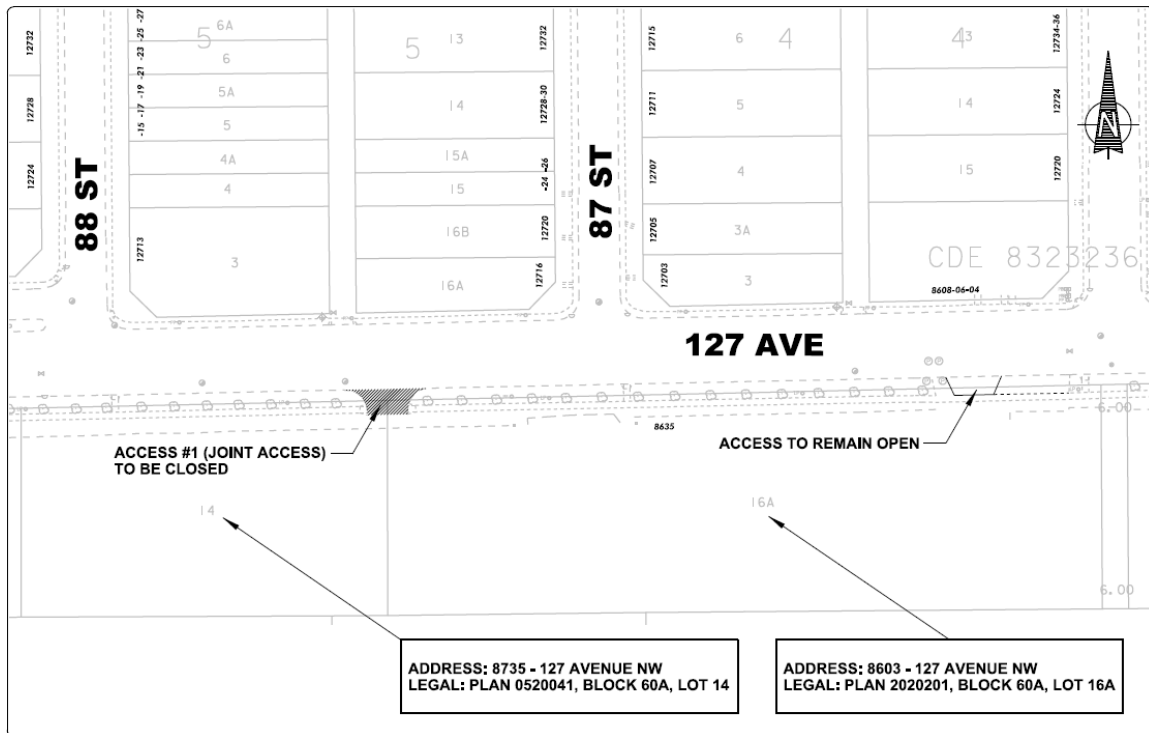 12732
12728
12724
88 ST
-15 -17 -19 -21 -23 -25 -27
12713
5
6A
6
5A
5
4A
4
3
5
13
14
15A
15
16B
16A
12732
12728-30
-24 -26
12720
12716
87 ST
12715
12711
12707
12705
12703
4
6
5
4
3A
3
4
13
14
15
12734-36
12724
12720
N
CDE 8323236
8608-06-04
127 AVE
8635
6.00
ACCESS #1 (JOINT ACCESS)
TO BE CLOSED
ACCESS TO REMAIN OPEN
14
16A
6.00
ADDRESS: 8735 - 127 AVENUE NW
LEGAL: PLAN 0520041, BLOCK 60A, LOT 14
ADDRESS: 8603 - 127 AVENUE NW
LEGAL: PLAN 2020201, BLOCK 60A, LOT 16A